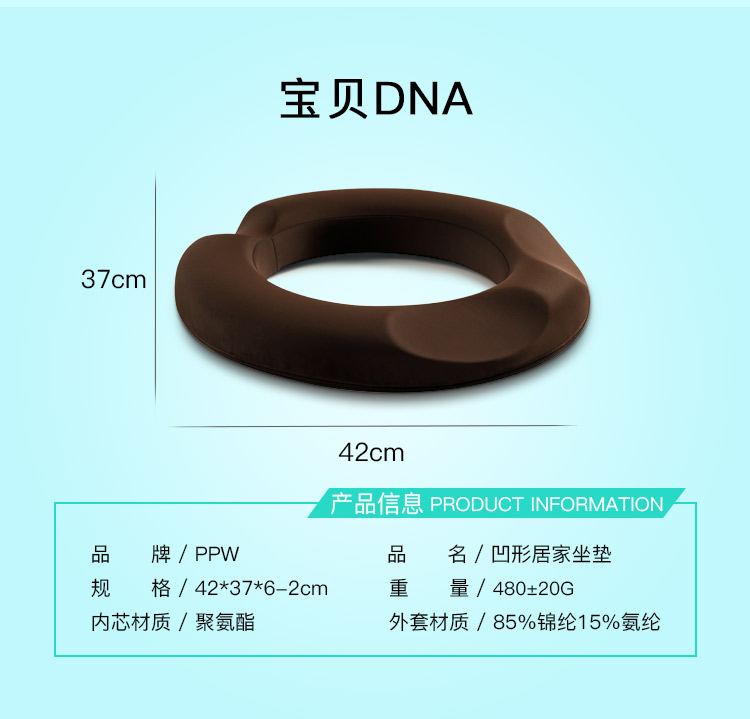 宝贝DNA
37cm
42cm
产品信息 PRODUCT INFORMATION
品 牌 / PPW 品 名 / 凹形居家坐垫
规 格 / 42*37*6-2cm 重 量 / 480±20G
内芯材质 / 聚氨酯 外套材质 / 85%锦纶15%氨纶